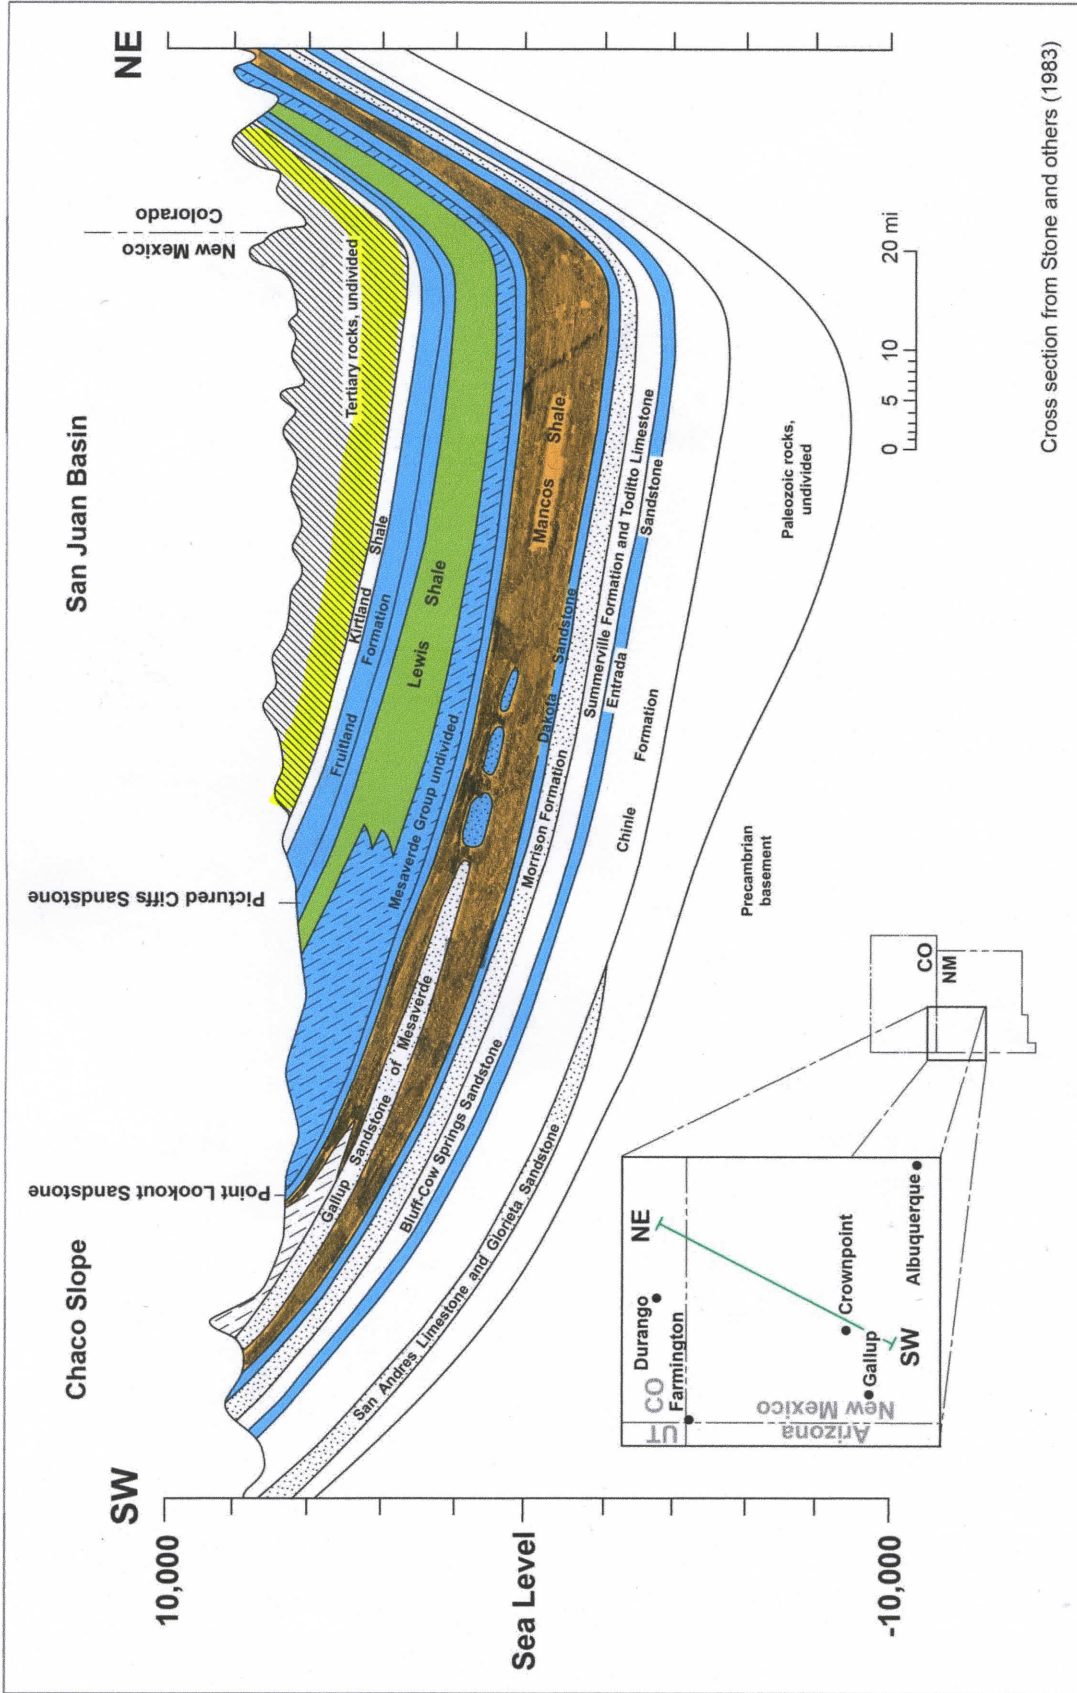 San Juan Basin
Chaco Slope
SW
NE
Point Lookout Sandstone
Pictured Ciffs Sandstone
New Mexico
Colorado
10,000
Sea Level
-10,000
Tertiary rocks, undivided
Kirtland Shale
Fruitland Formation
Lewis Shale
Mesaverde Group undivided
Mancos Shale
Gallup Sandstone of Mesaverde
Dakota Sandstone
Morrison Formation
Summerville Formation and Toditto Limestone
Bluff-Cow Springs Sandstone
Entrada Sandstone
Chinle Formation
San Andres Limestone and Glorieta Sandstone
Paleozoic rocks,
undivided
Precambrian
basement
0 5 10 20 mi
UT
CO
Durango
NE
Farmington
Arizona
New Mexico
Gallup
Crownpoint
SW
Albuquerque
CO
NM
Cross section from Stone and others (1983)